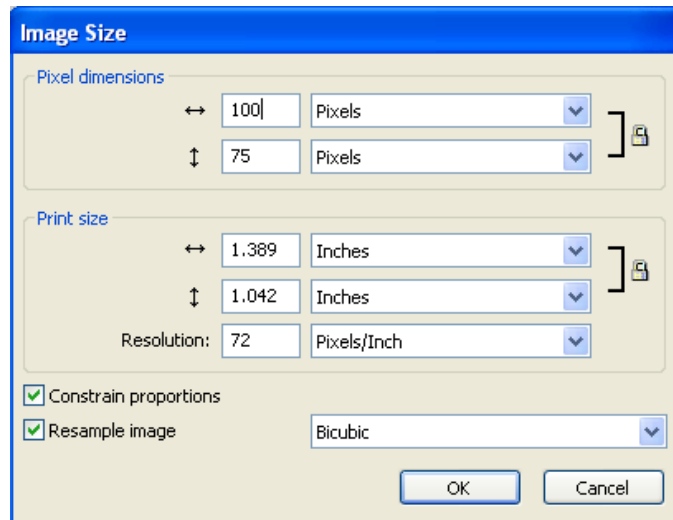 Image Size
Pixel dimensions
↔ 100 Pixels
↕ 75 Pixels
Print size
↔ 1.389 Inches
↕ 1.042 Inches
Resolution: 72 Pixels/Inch
Constrain proportions
Resample image Bicubic
OK Cancel